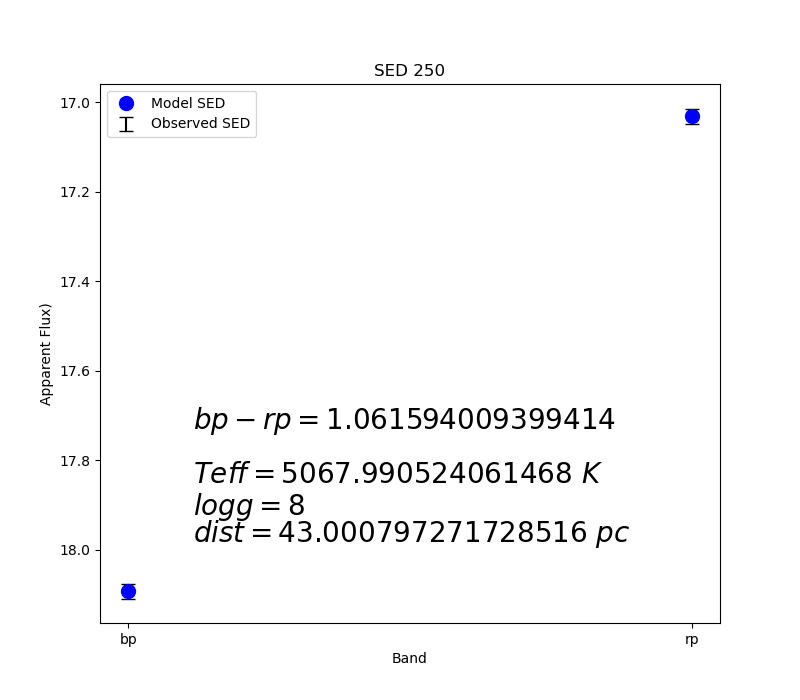 SED 250
Model SED
Observed SED
17.0
17.2
17.4
17.6
17.8
18.0
Apparent Flux)
bp − rp = 1.061594009399414
Teff = 5067.990524061468 K
logg = 8
dist = 43.000797271728516 pc
bp
rp
Band